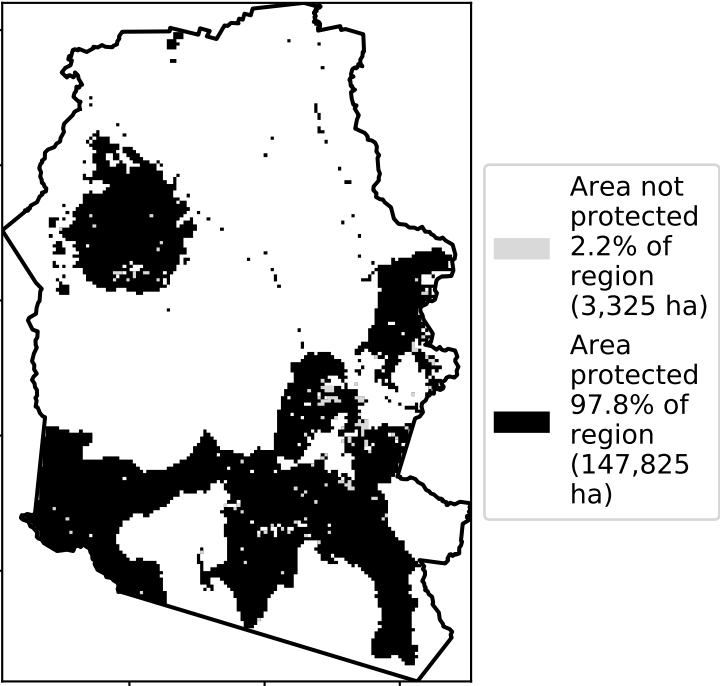 Area not
protected
2.2% of
region
(3,325 ha)
Area
protected
97.8% of
region
(147,825
ha)